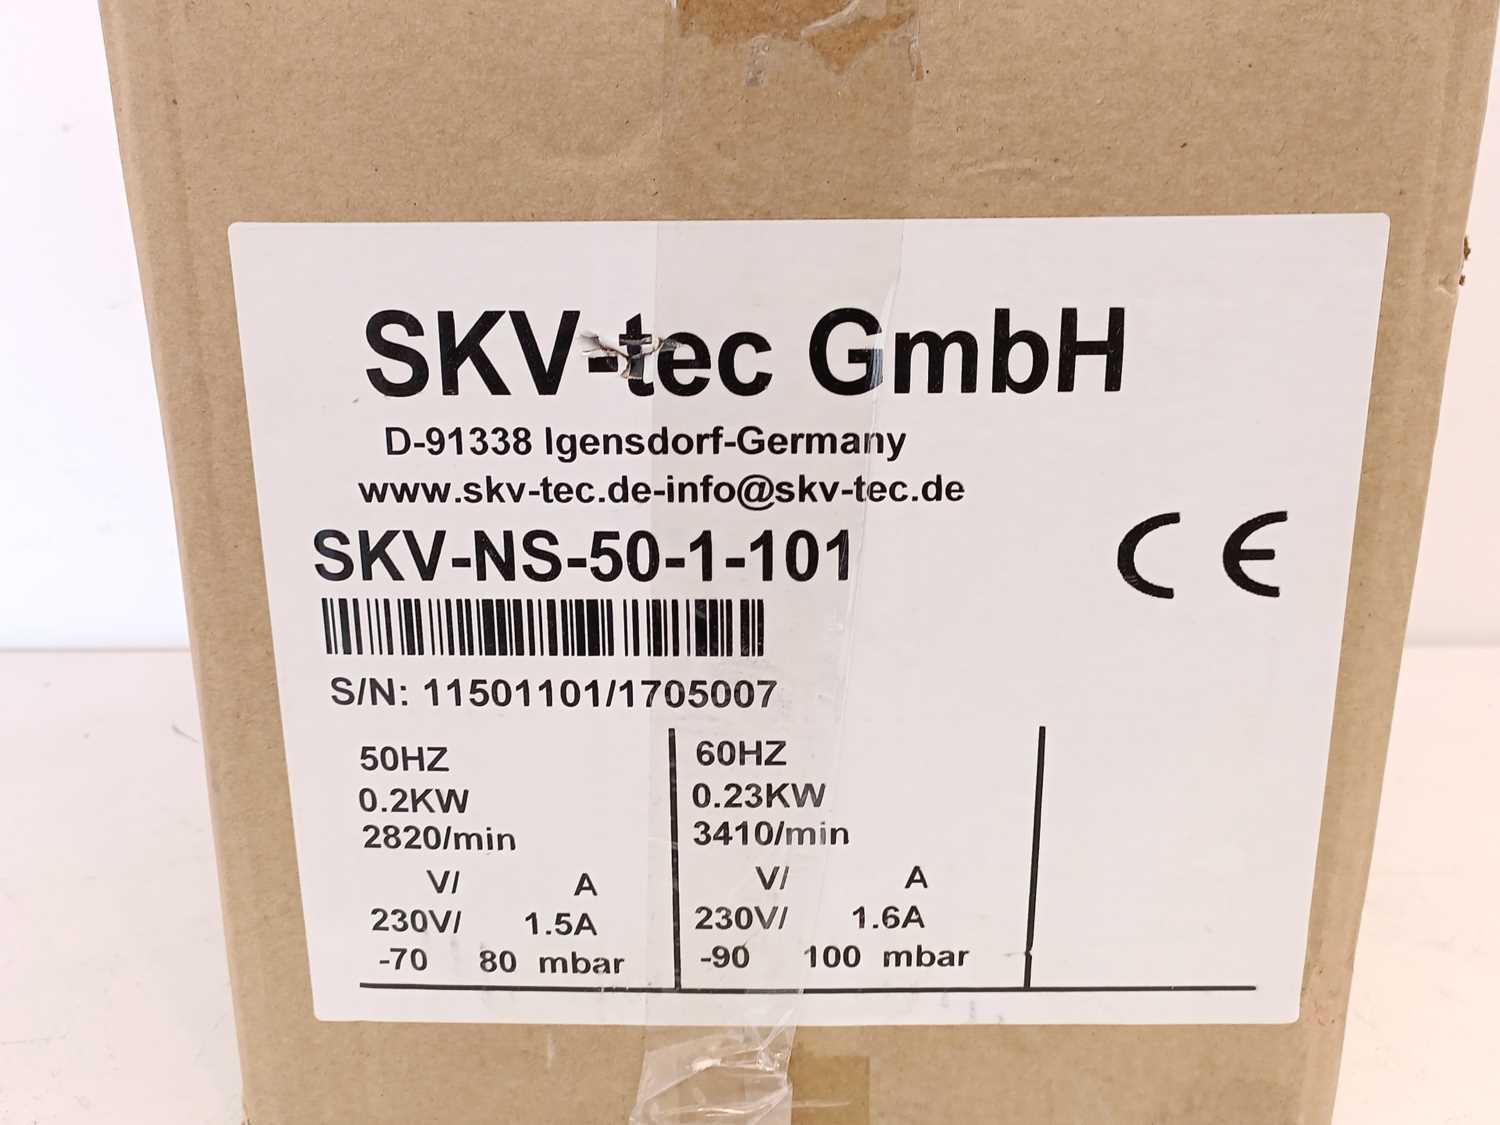 SKV-tec GmbH
D-91338 Igensdorf-Germany
www.skv-tec.de-info@skv-tec.de
SKV-NS-50-1-101
CE
S/N: 11501101/1705007
50HZ
0.2KW
2820/min
V/ A
230V/ 1.5A
-70 80 mbar
60HZ
0.23KW
3410/min
V/ A
230V/ 1.6A
-90 100 mbar